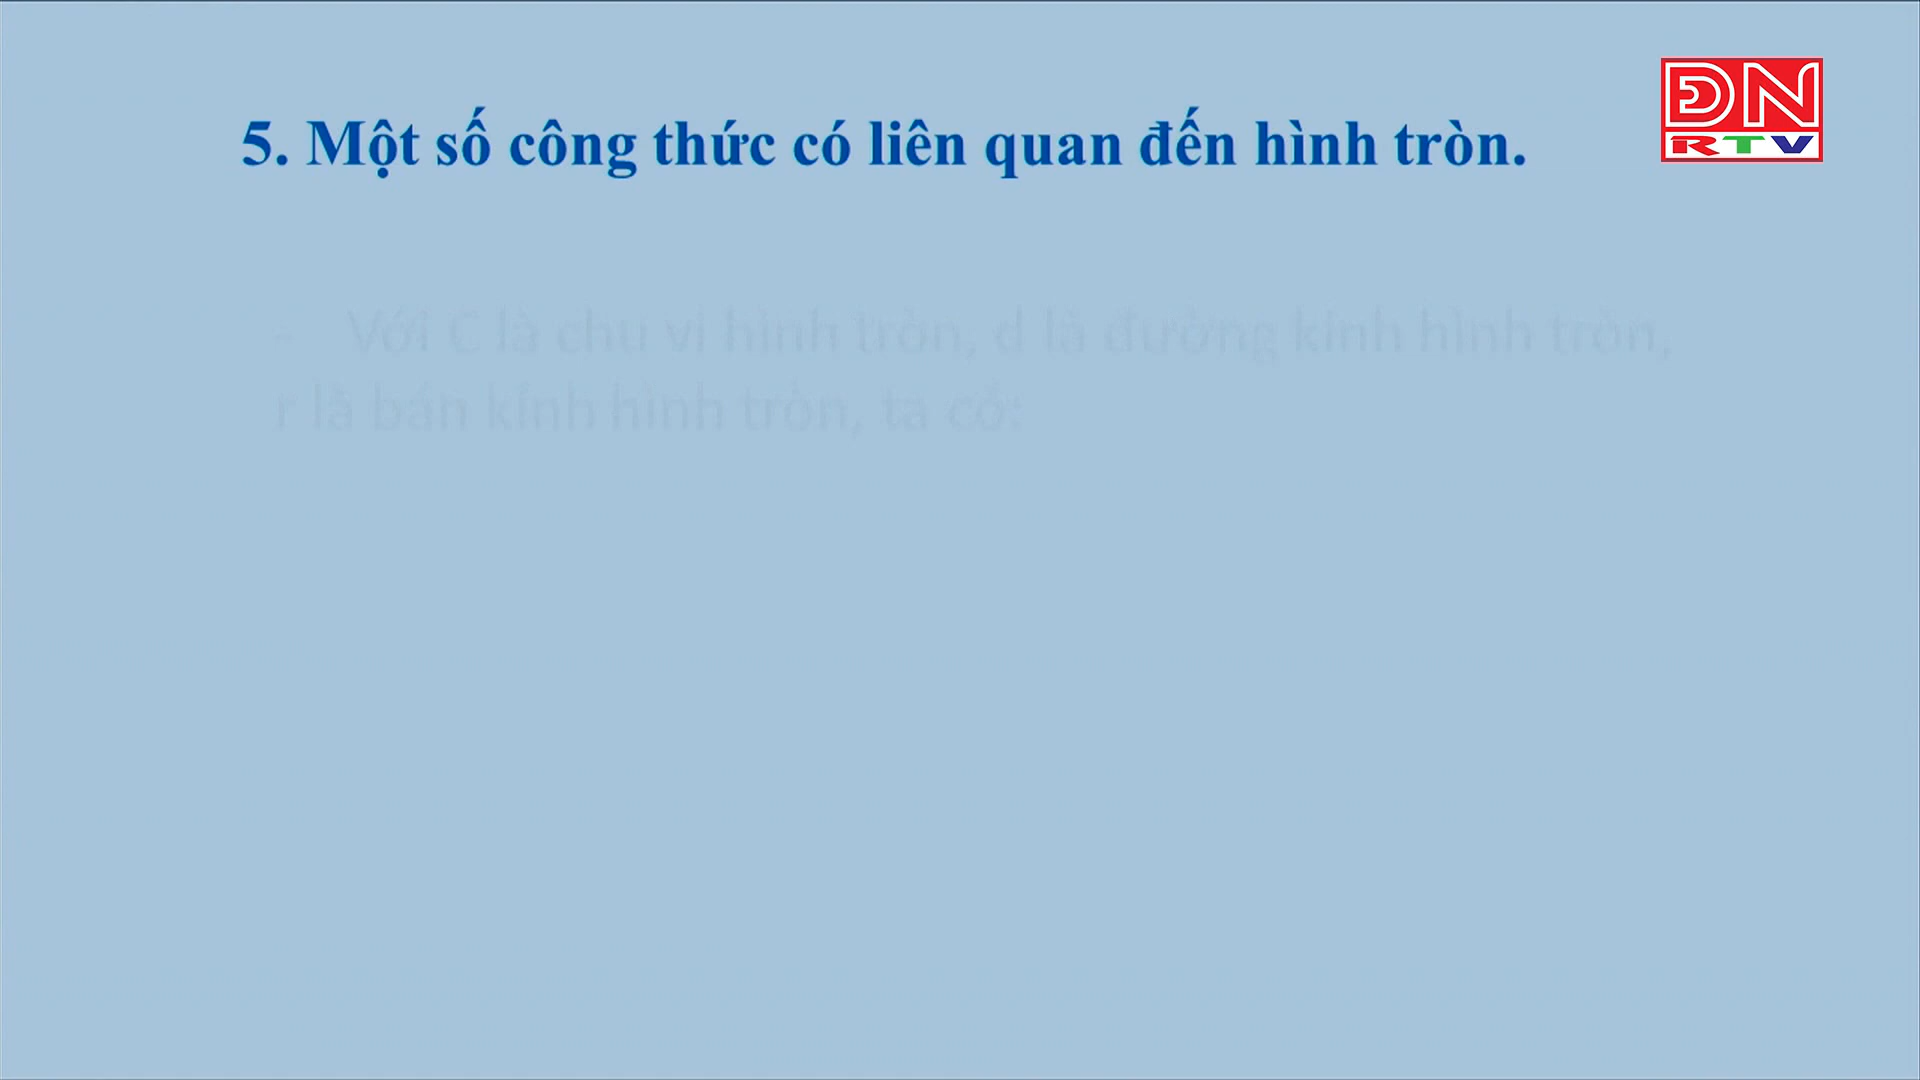 5. Một số công thức có liên quan đến hình tròn.
ĐN
RTV
- Với C là chu vi hình tròn, d là đường kính hình tròn,
r là bán kính hình tròn, ta có: